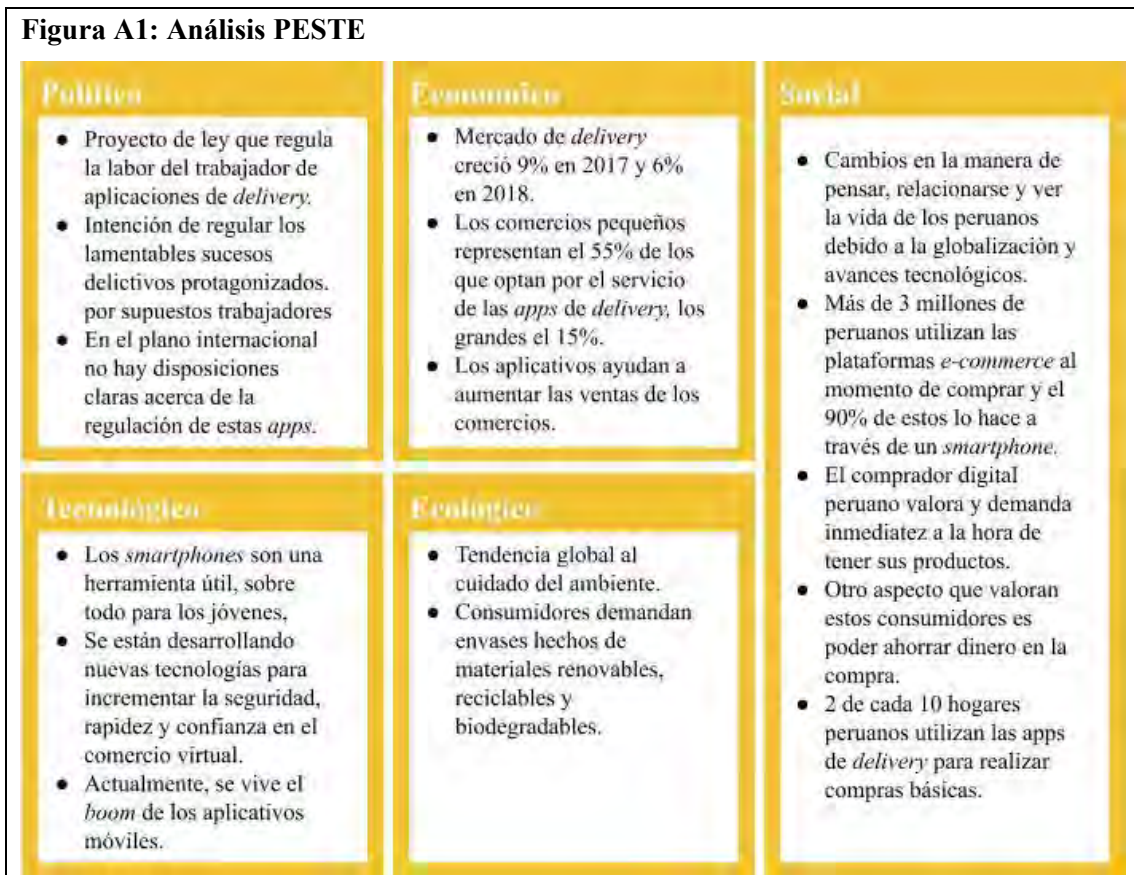 Figura A1: Análisis PESTE
Político
● Proyecto de ley que regula
la labor del trabajador de
aplicaciones de delivery.
● Intención de regular los
lamentables sucesos
delictivos protagonizados.
por supuestos trabajadores
● En el plano internacional
no hay disposiciones
claras acerca de la
regulación de estas apps.
Económico
● Mercado de delivery
creció 9% en 2017 y 6%
en 2018.
● Los comercios pequeños
representan el 55% de los
que optan por el servicio
de las apps de delivery, los
grandes el 15%.
● Los aplicativos ayudan a
aumentar las ventas de los
comercios.
Social
● Cambios en la manera de
pensar, relacionarse y ver
la vida de los peruanos
debido a la globalización y
avances tecnológicos.
● Más de 3 millones de
peruanos utilizan las
plataformas e-commerce al
momento de comprar y el
90% de estos lo hace a
través de un smartphone.
● El comprador digital
peruano valora y demanda
inmediatez a la hora de
tener sus productos.
● Otro aspecto que valoran
estos consumidores es
poder ahorrar dinero en la
compra.
● 2 de cada 10 hogares
peruanos utilizan las apps
de delivery para realizar
compras básicas.
Tecnológico
● Los smartphones son una
herramienta útil, sobre
todo para los jóvenes,
● Se están desarrollando
nuevas tecnologías para
incrementar la seguridad,
rapidez y confianza en el
comercio virtual.
● Actualmente, se vive el
boom de los aplicativos
móviles.
Ecológico
● Tendencia global al
cuidado del ambiente.
● Consumidores demandan
envases hechos de
materiales renovables,
reciclables y
biodegradables.